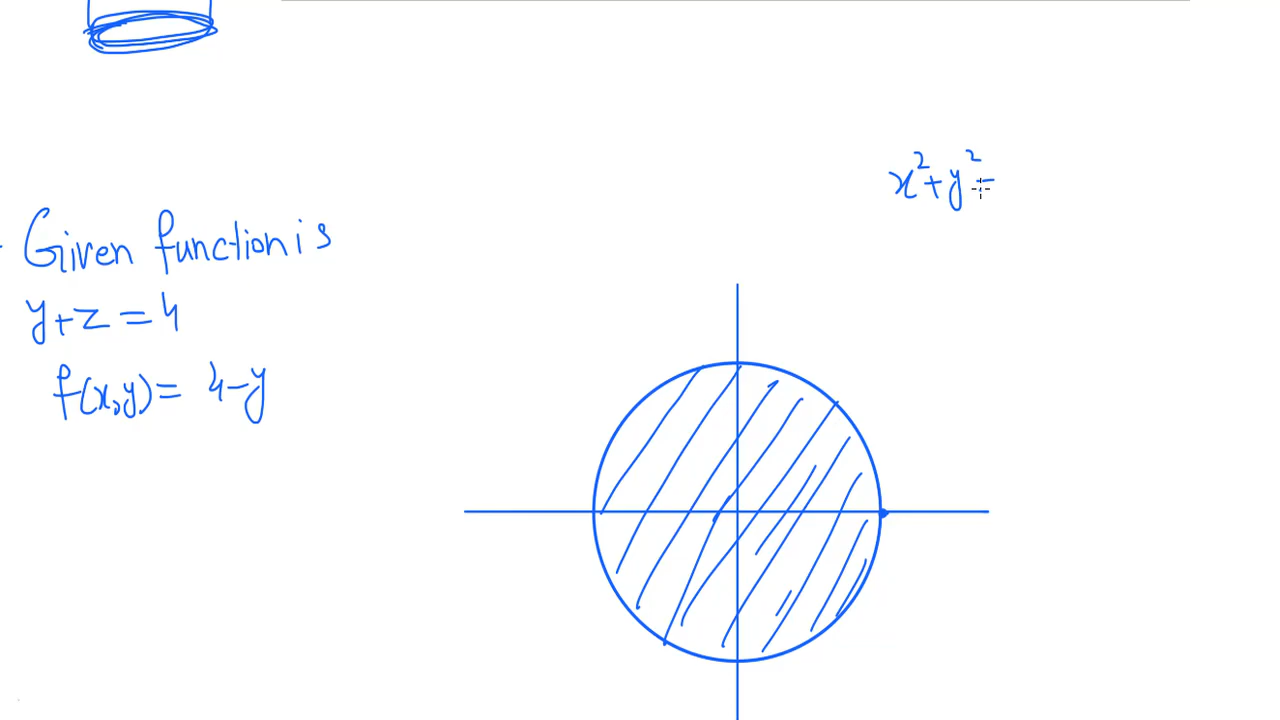 x²+y² =
Given function is
y+z=4
f(x,y)= 4-y